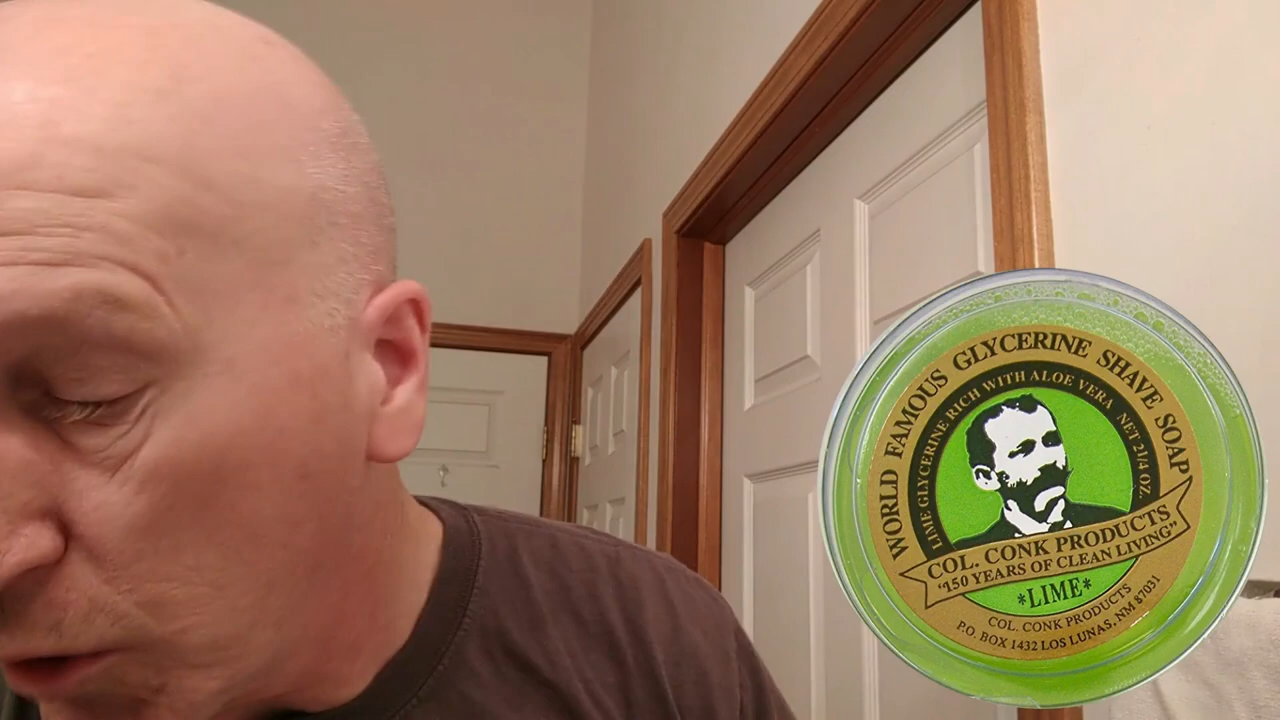 WORLD FAMOUS GLYCERINE SHAVE SOAP
LIME GLYCERINE RICH WITH ALOE VERA NET 2 1/4 OZ.
COL. CONK PRODUCTS
"150 YEARS OF CLEAN LIVING"
*LIME*
COL. CONK PRODUCTS
P.O. BOX 1432 LOS LUNAS, NM 87031